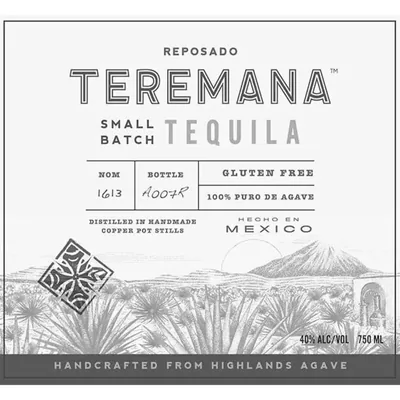 REPOSADO
TEREMANA™
SMALL BATCH TEQUILA
NOM
1613
BOTTLE
A007R
GLUTEN FREE
100% PURO DE AGAVE
DISTILLED IN HANDMADE
COPPER POT STILLS
HECHO EN
MEXICO
40% ALC/VOL 750 ML
HANDCRAFTED FROM HIGHLANDS AGAVE